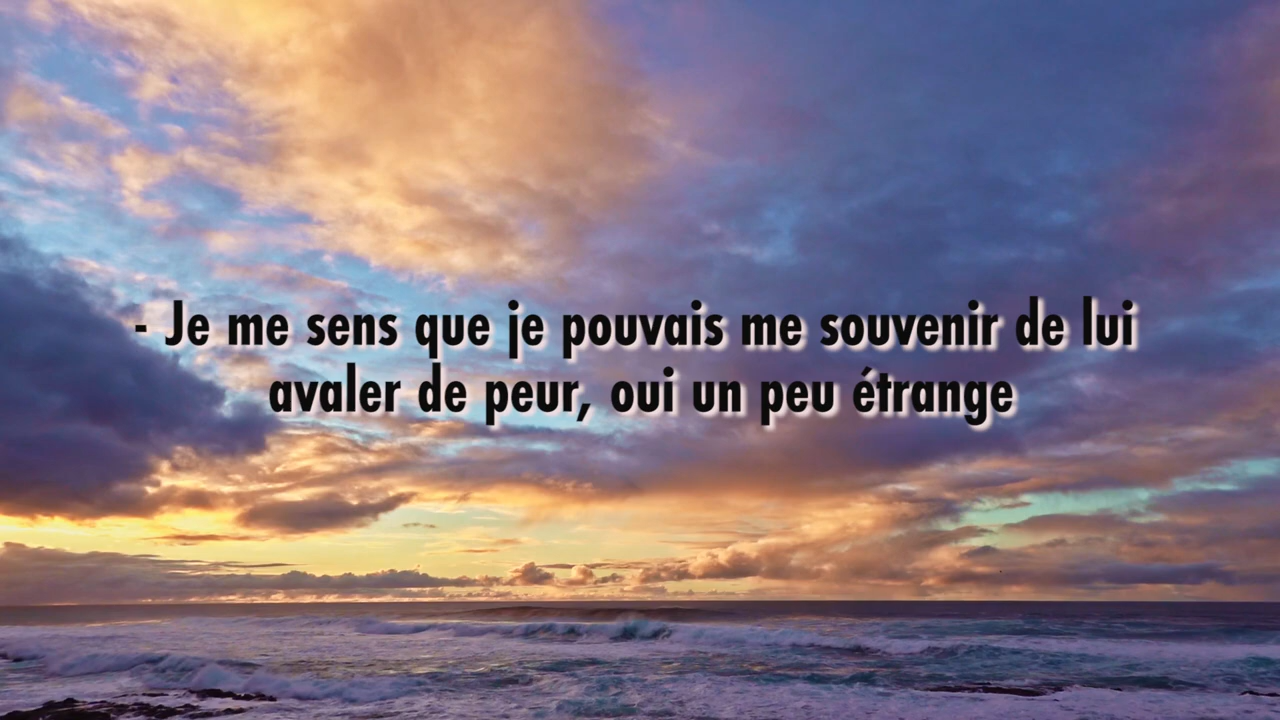 - Je me sens que je pouvais me souvenir de lui
avaler de peur, oui un peu étrange